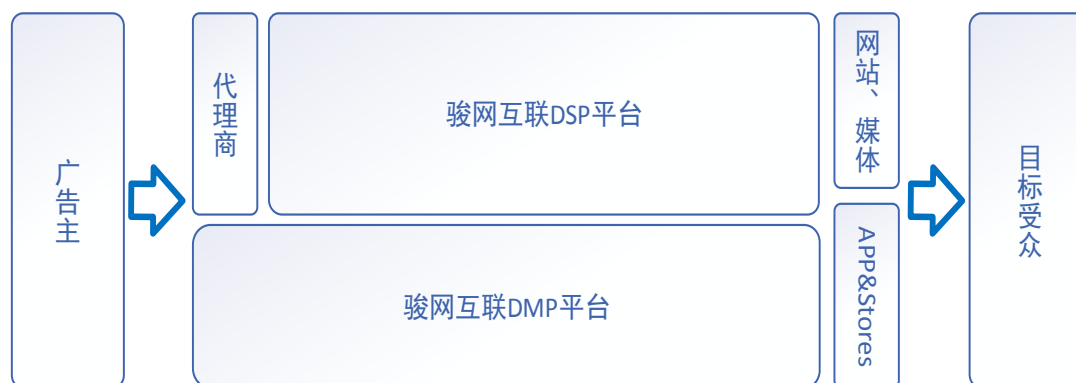 广告主
代理商
骏网互联DSP平台
网站、媒体
目标受众
骏网互联DMP平台
APP&Stores